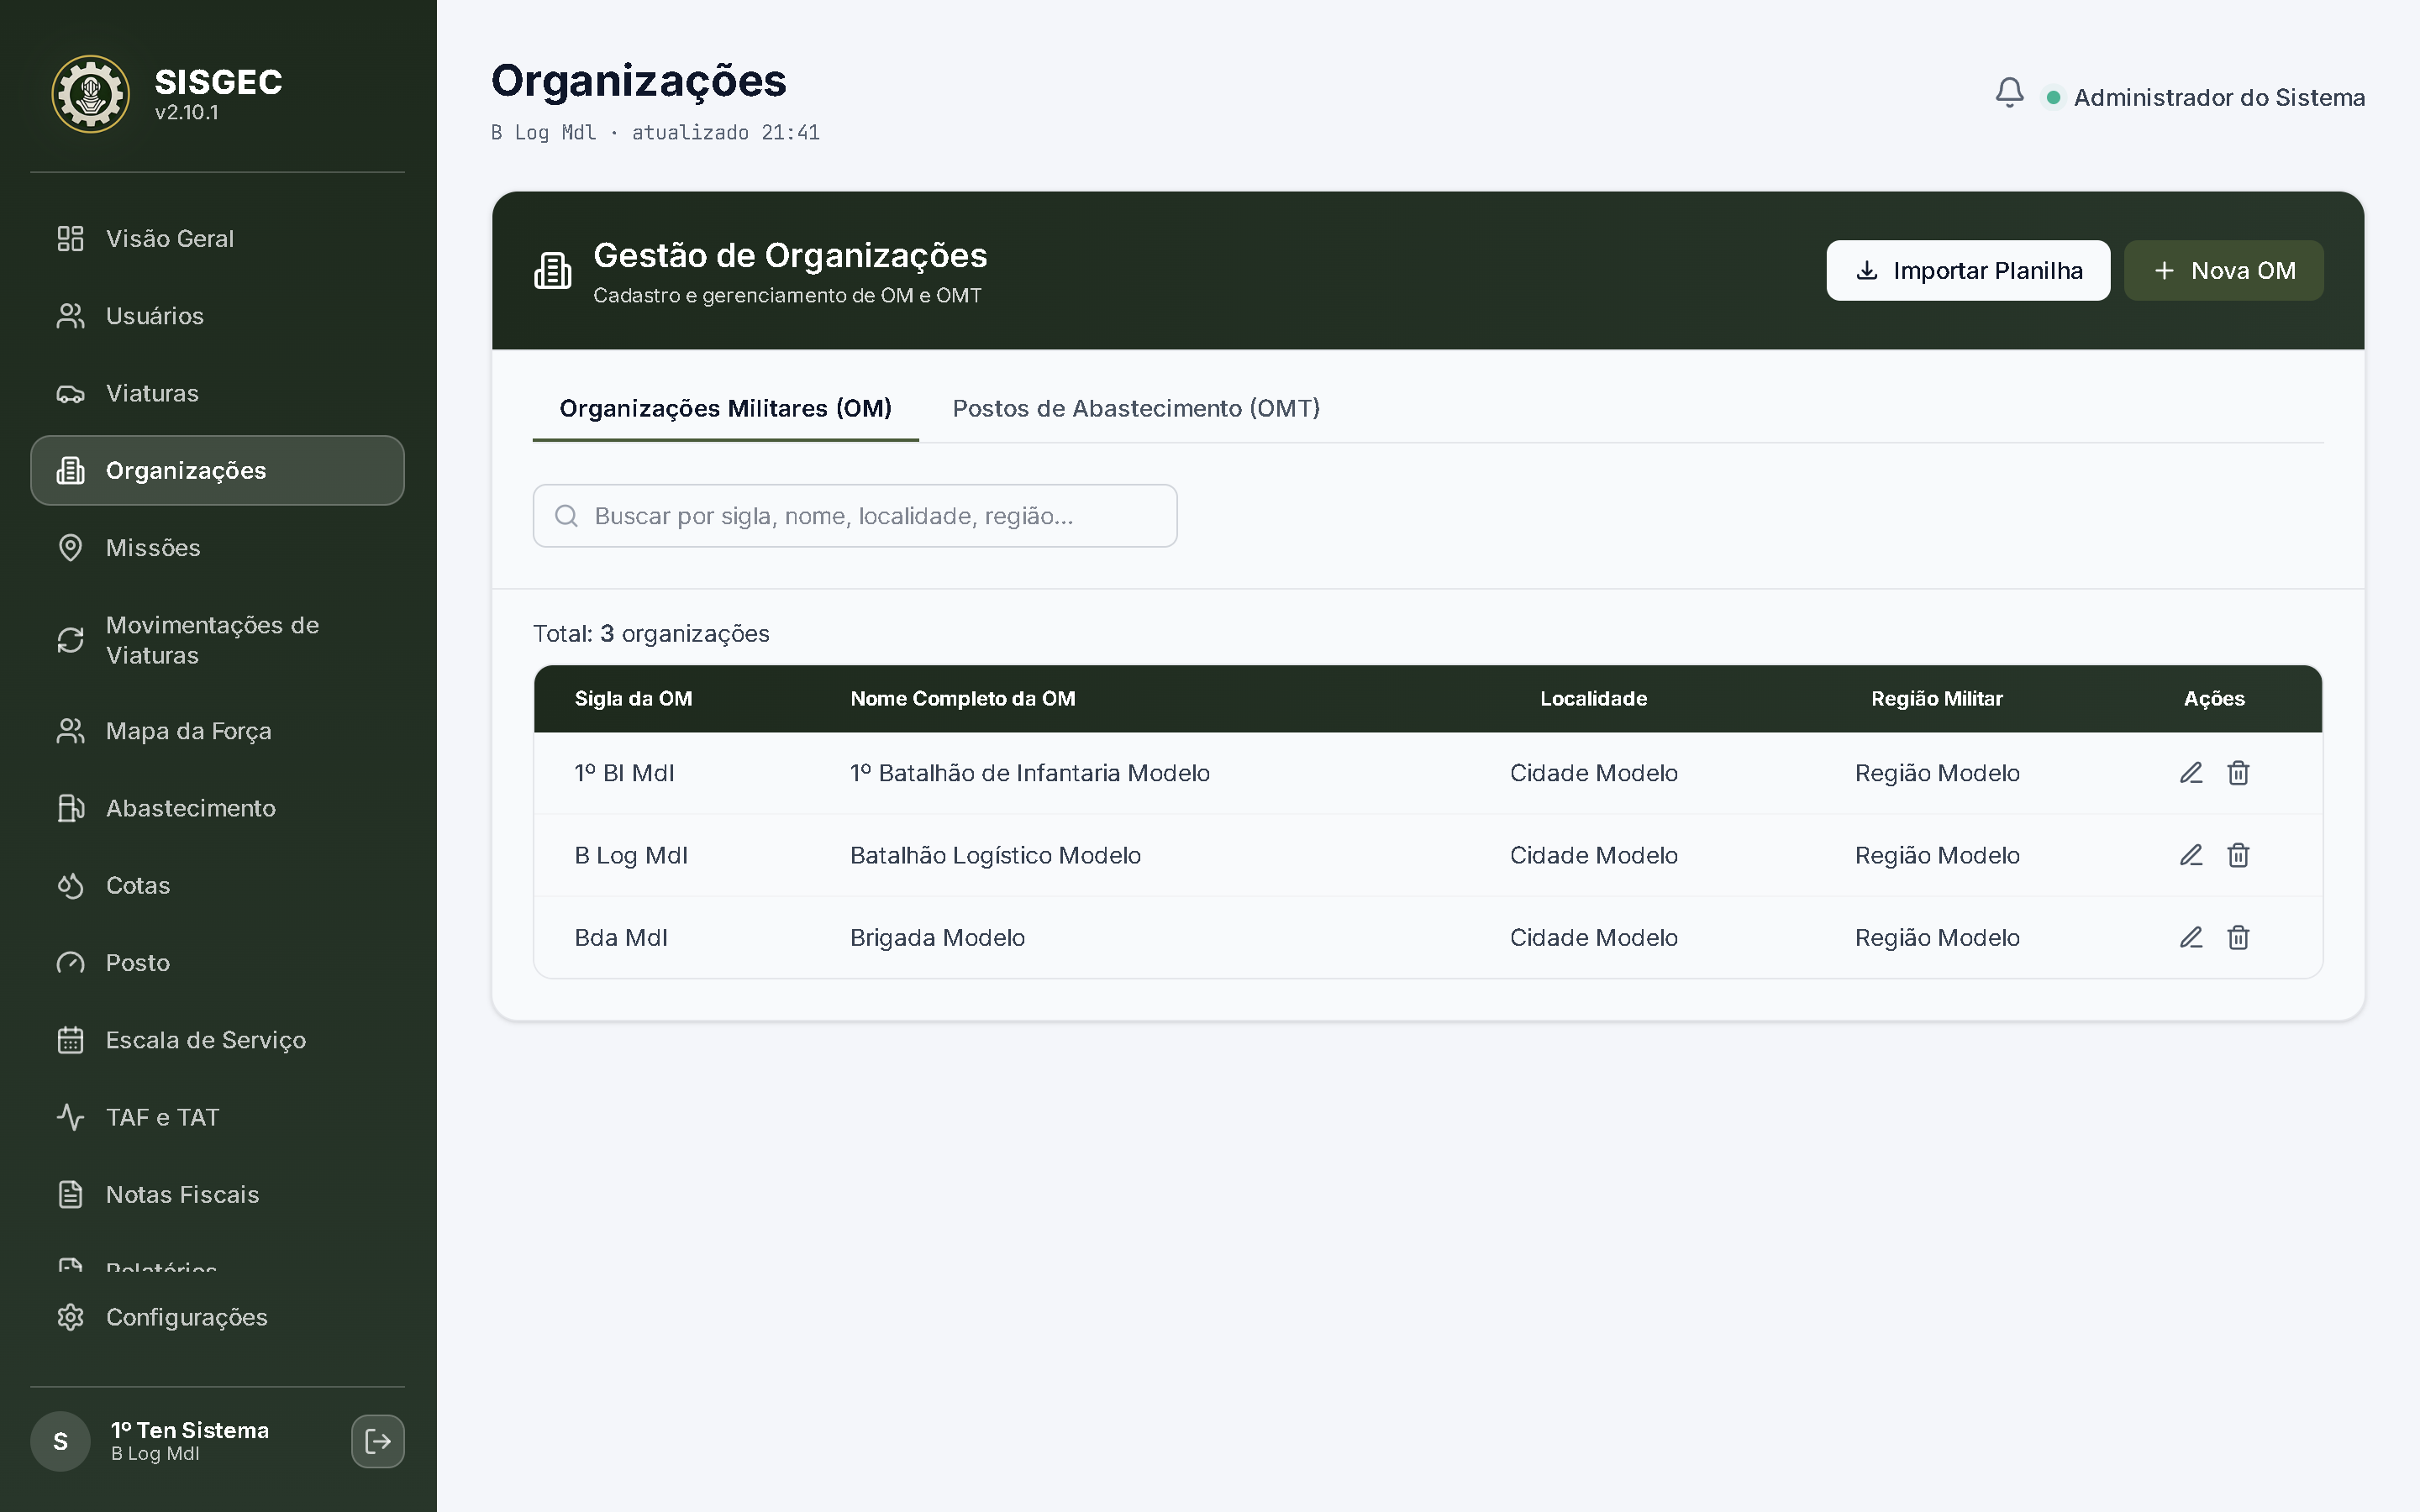 SISGEC
v2.10.1
Visão Geral
Usuários
Viaturas
Organizações
Missões
Movimentações de
Viaturas
Mapa da Força
Abastecimento
Cotas
Posto
Escala de Serviço
TAF e TAT
Notas Fiscais
Relatórios
Configurações
S
1º Ten Sistema
B Log Mdl
Organizações
B Log Mdl · atualizado 21:41
Administrador do Sistema
Gestão de Organizações
Cadastro e gerenciamento de OM e OMT
Importar Planilha
Nova OM
Organizações Militares (OM)
Postos de Abastecimento (OMT)
Buscar por sigla, nome, localidade, região...
Total: 3 organizações
Sigla da OM Nome Completo da OM Localidade Região Militar Ações
1º BI Mdl 1º Batalhão de Infantaria Modelo Cidade Modelo Região Modelo
B Log Mdl Batalhão Logístico Modelo Cidade Modelo Região Modelo
Bda Mdl Brigada Modelo Cidade Modelo Região Modelo